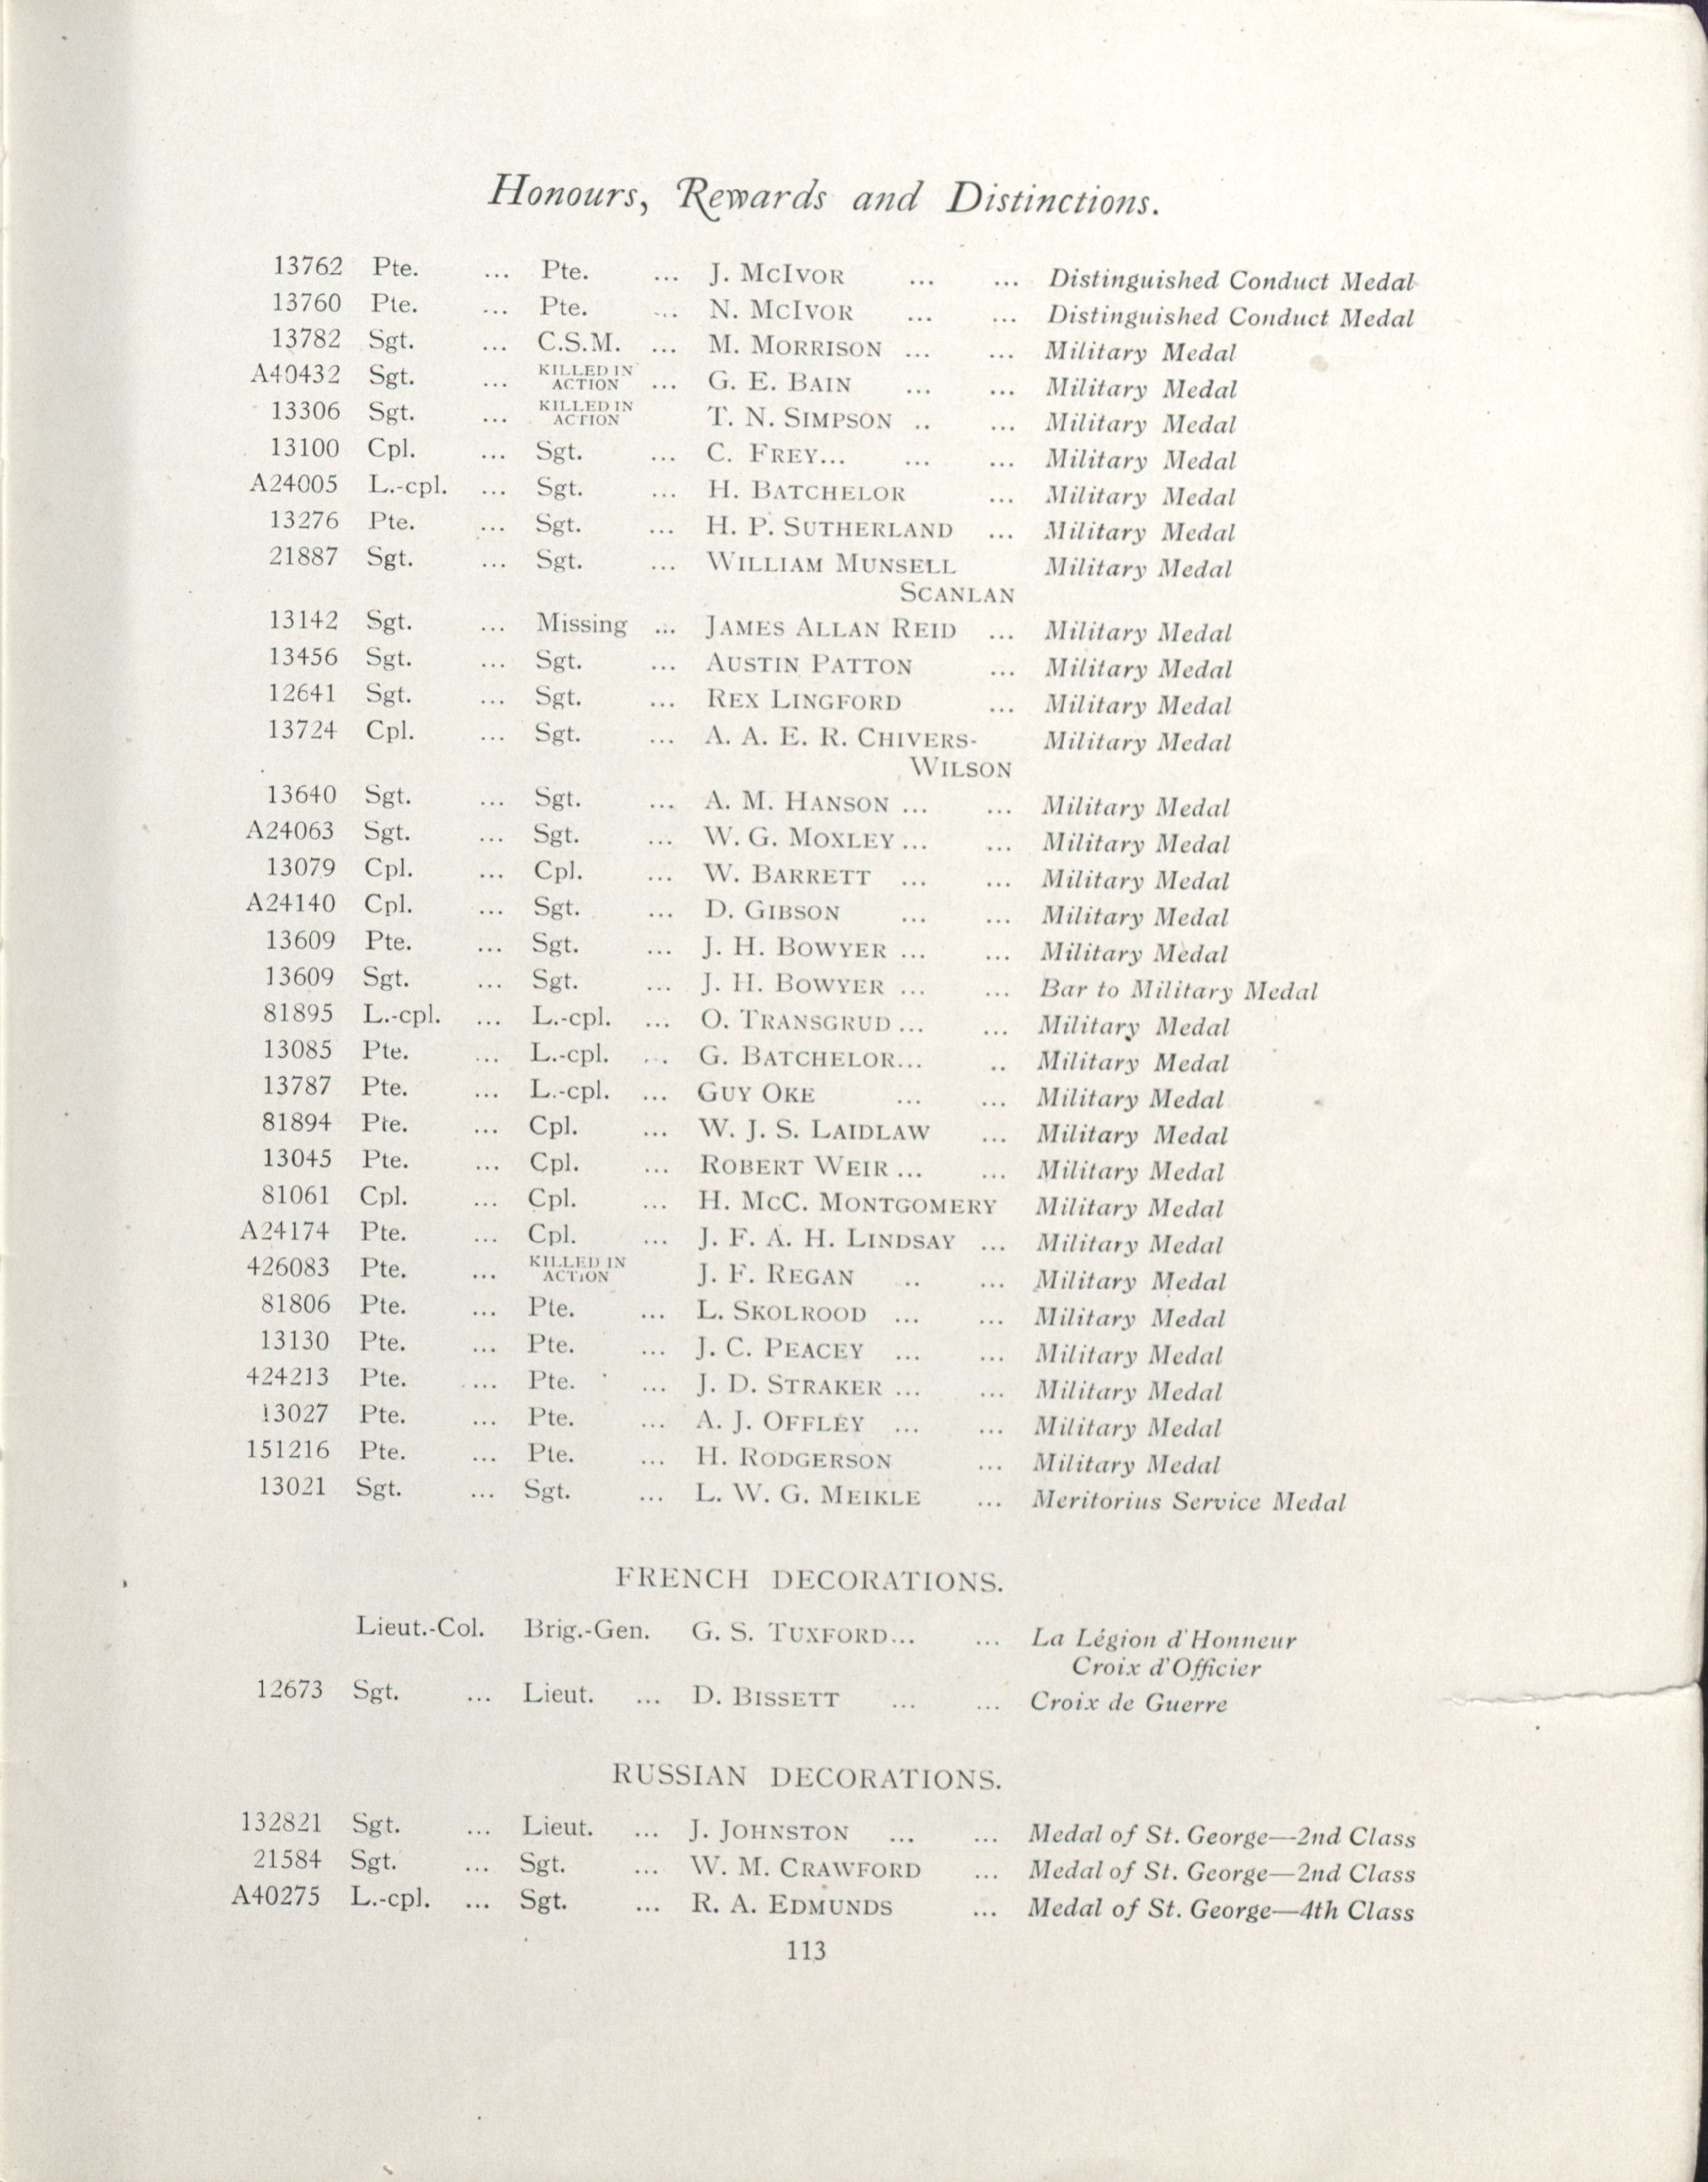 Honours, Rewards and Distinctions.
13762 Pte. ... Pte. ... J. McIvor ... ... Distinguished Conduct Medal
13760 Pte. ... Pte. ... N. McIvor ... ... Distinguished Conduct Medal
13782 Sgt. ... C.S.M. ... M. Morrison ... ... Military Medal
A40432 Sgt. ... KILLED IN ACTION ... G. E. Bain ... ... Military Medal
13306 Sgt. ... KILLED IN ACTION T. N. Simpson .. ... Military Medal
13100 Cpl. ... Sgt. ... C. Frey... ... ... Military Medal
A24005 L.-cpl. ... Sgt. ... H. Batchelor ... Military Medal
13276 Pte. ... Sgt. ... H. P. Sutherland ... Military Medal
21887 Sgt. ... Sgt. ... William Munsell Military Medal
Scanlan
13142 Sgt. ... Missing ... James Allan Reid ... Military Medal
13456 Sgt. ... Sgt. ... Austin Patton ... Military Medal
12641 Sgt. ... Sgt. ... Rex Lingford ... Military Medal
13724 Cpl. ... Sgt. ... A. A. E. R. Chivers- Military Medal
Wilson
13640 Sgt. ... Sgt. ... A. M. Hanson ... ... Military Medal
A24063 Sgt. ... Sgt. ... W. G. Moxley ... ... Military Medal
13079 Cpl. ... Cpl. ... W. Barrett ... ... Military Medal
A24140 Cpl. ... Sgt. ... D. Gibson ... ... Military Medal
13609 Pte. ... Sgt. ... J. H. Bowyer ... ... Military Medal
13609 Sgt. ... Sgt. ... J. H. Bowyer ... ... Bar to Military Medal
81895 L.-cpl. ... L.-cpl. ... O. Transgrud ... ... Military Medal
13085 Pte. ... L.-cpl. ... G. Batchelor... .. Military Medal
13787 Pte. ... L.-cpl. ... Guy Oke ... ... Military Medal
81894 Pte. ... Cpl. ... W. J. S. Laidlaw ... Military Medal
13045 Pte. ... Cpl. ... Robert Weir ... ... Military Medal
81061 Cpl. ... Cpl. ... H. McC. Montgomery Military Medal
A24174 Pte. ... Cpl. ... J. F. A. H. Lindsay ... Military Medal
426083 Pte. ... KILLED IN ACTION J. F. Regan .. ... Military Medal
81806 Pte. ... Pte. ... L. Skolrood ... ... Military Medal
13130 Pte. ... Pte. ... J. C. Peacey ... ... Military Medal
424213 Pte. ... Pte. ... J. D. Straker ... ... Military Medal
13027 Pte. ... Pte. ... A. J. Offley ... ... Military Medal
151216 Pte. ... Pte. ... H. Rodgerson ... Military Medal
13021 Sgt. ... Sgt. ... L. W. G. Meikle ... Meritorius Service Medal
FRENCH DECORATIONS.
Lieut.-Col. Brig.-Gen. G. S. Tuxford... ... La Légion d'Honneur
Croix d'Officier
12673 Sgt. ... Lieut. ... D. Bissett ... ... Croix de Guerre
RUSSIAN DECORATIONS.
132821 Sgt. ... Lieut. ... J. Johnston ... ... Medal of St. George—2nd Class
21584 Sgt. ... Sgt. ... W. M. Crawford ... Medal of St. George—2nd Class
A40275 L.-cpl. ... Sgt. ... R. A. Edmunds ... Medal of St. George—4th Class
113